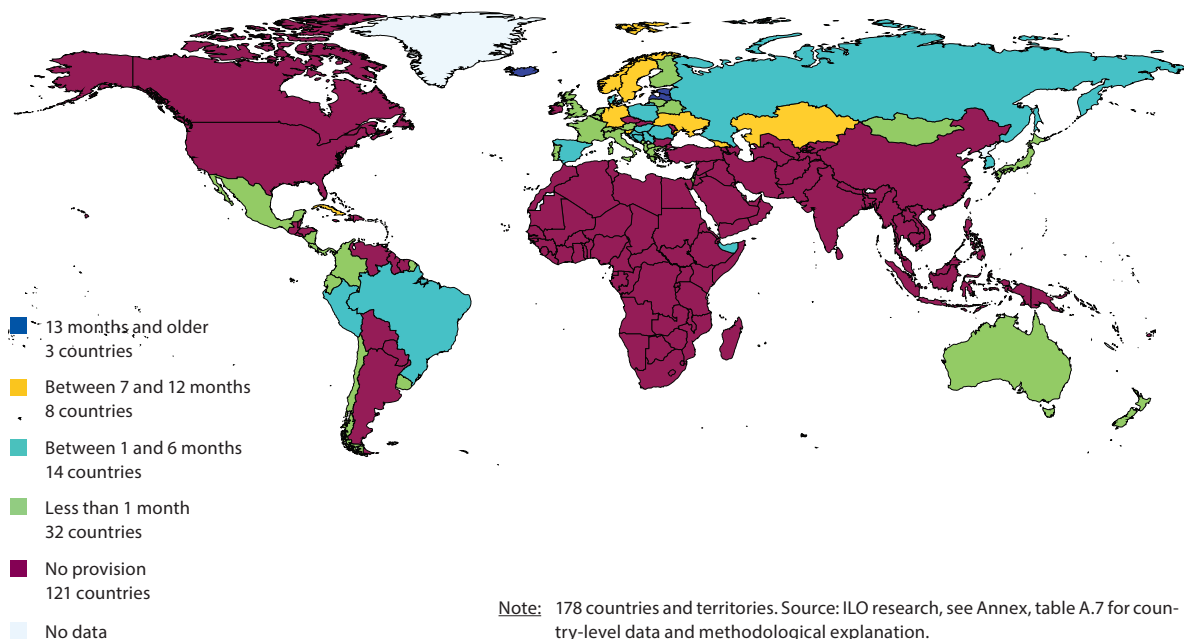 13 months and older
3 countries
Between 7 and 12 months
8 countries
Between 1 and 6 months
14 countries
Less than 1 month
32 countries
No provision
121 countries
No data
Note: 178 countries and territories. Source: ILO research, see Annex, table A.7 for coun-
try-level data and methodological explanation.